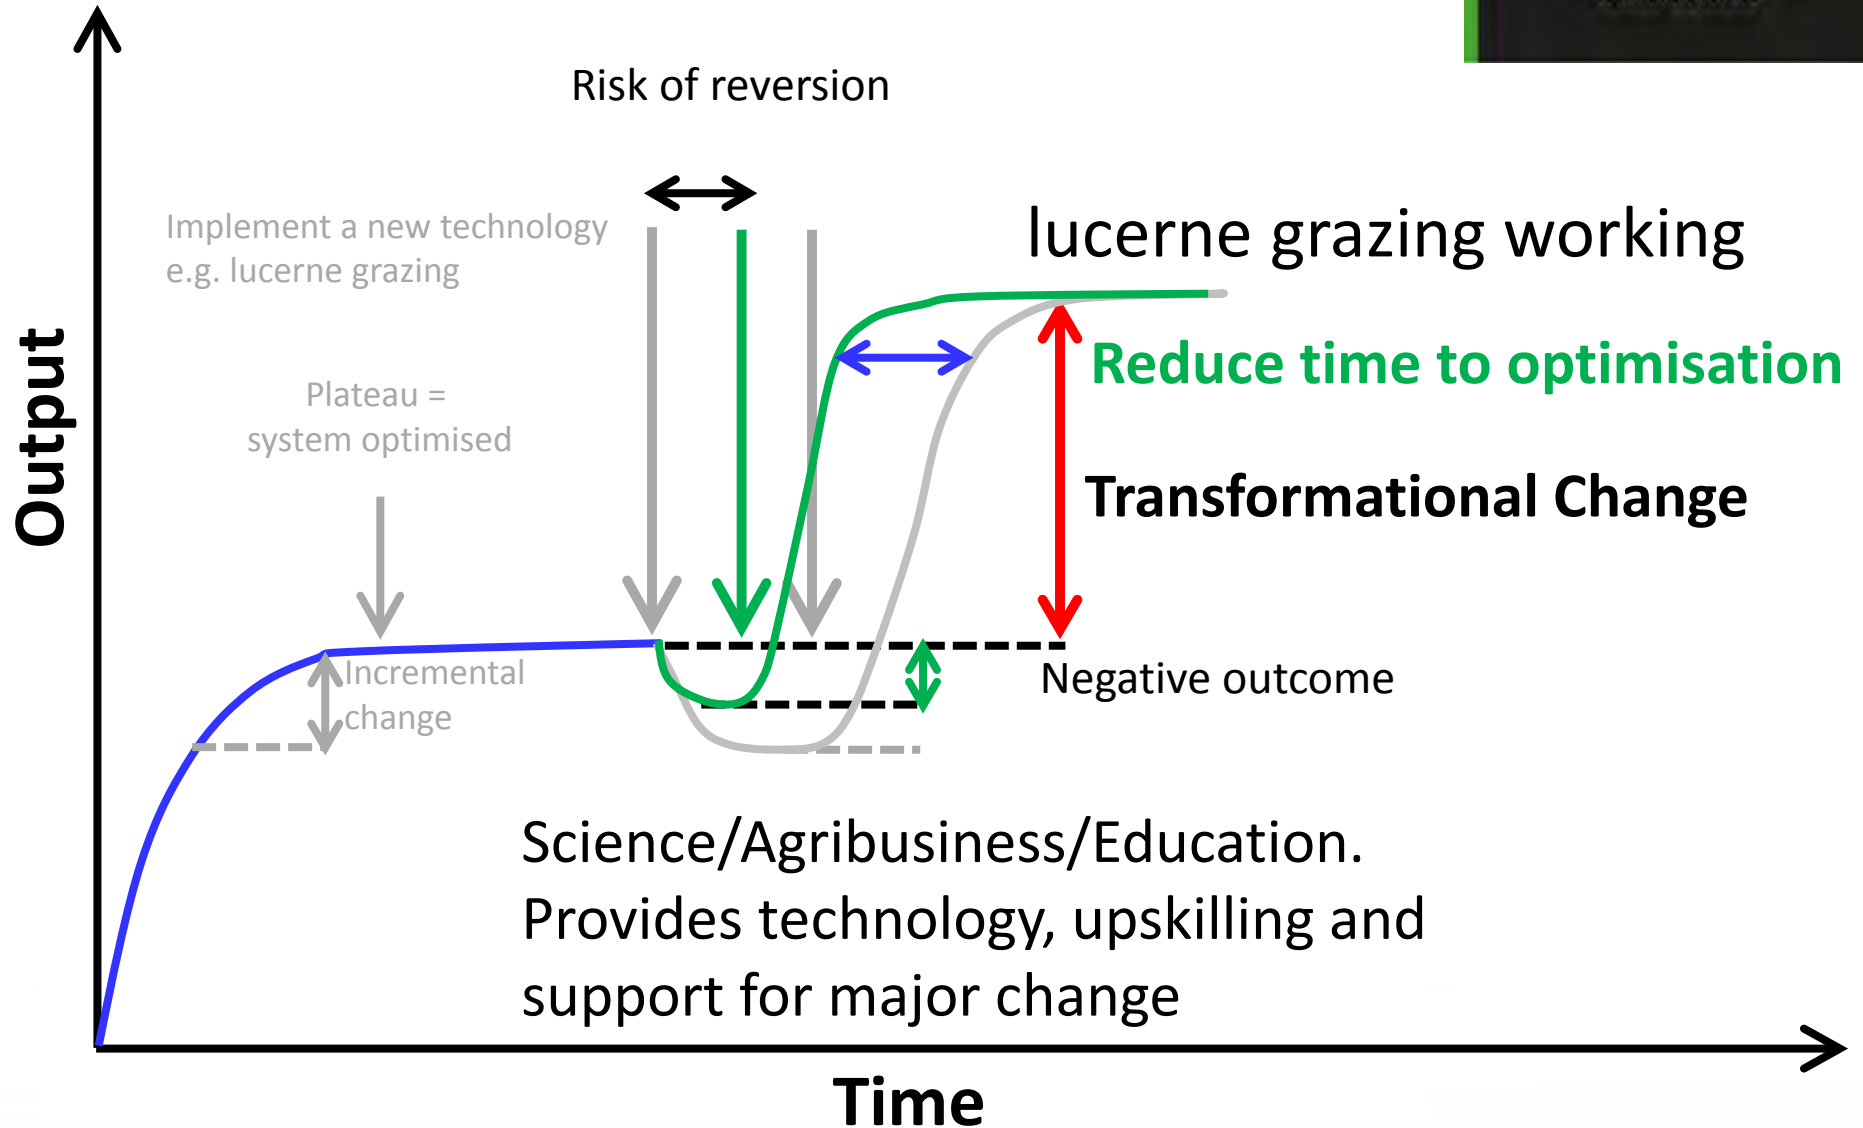 Risk of reversion
Implement a new technology
e.g. lucerne grazing
lucerne grazing working
Reduce time to optimisation
Plateau =
system optimised
Transformational Change
Output
Incremental
change
Negative outcome
Science/Agribusiness/Education.
Provides technology, upskilling and
support for major change
Time